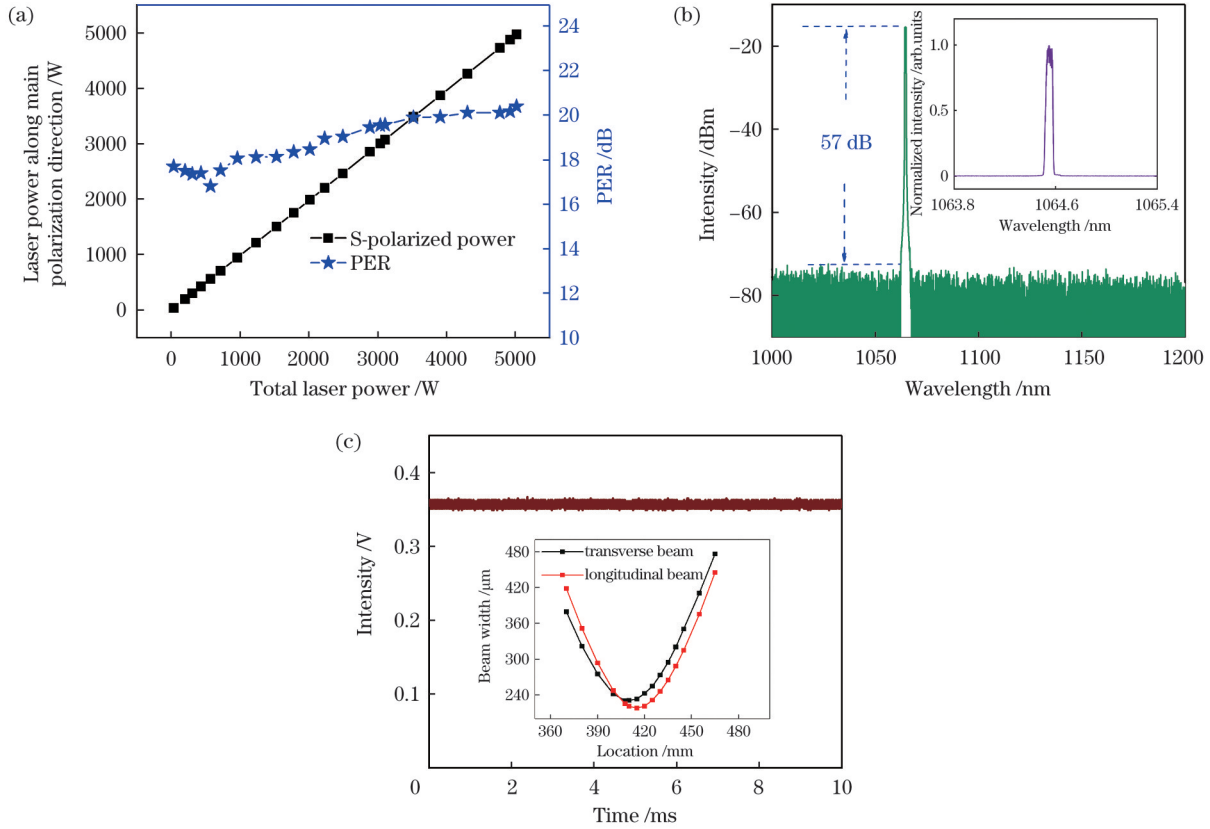 (a)
Laser power along main
polarization direction /W
5000
4000
3000
2000
1000
0
S-polarized power
PER
24
22
20
18
16
14
12
10
PER /dB
0 1000 2000 3000 4000 5000
Total laser power /W
(b)
Intensity /dBm
−20
−40
−60
−80
57 dB
Normalized intensity /arb.units
1.0
0.5
0
1063.8 1064.6 1065.4
Wavelength /nm
1000 1050 1100 1150 1200
Wavelength /nm
(c)
Intensity /V
0.4
0.3
0.2
0.1
transverse beam
longitudinal beam
Beam width /μm
480
420
360
300
240
360 390 420 450 480
Location /mm
0 2 4 6 8 10
Time /ms